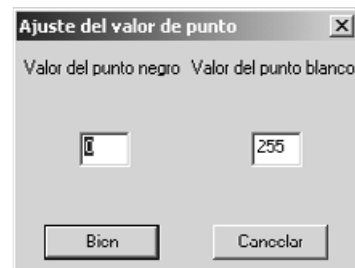 Ajuste del valor de punto
Valor del punto negro Valor del punto blanco
0 255
Bien Cancelar